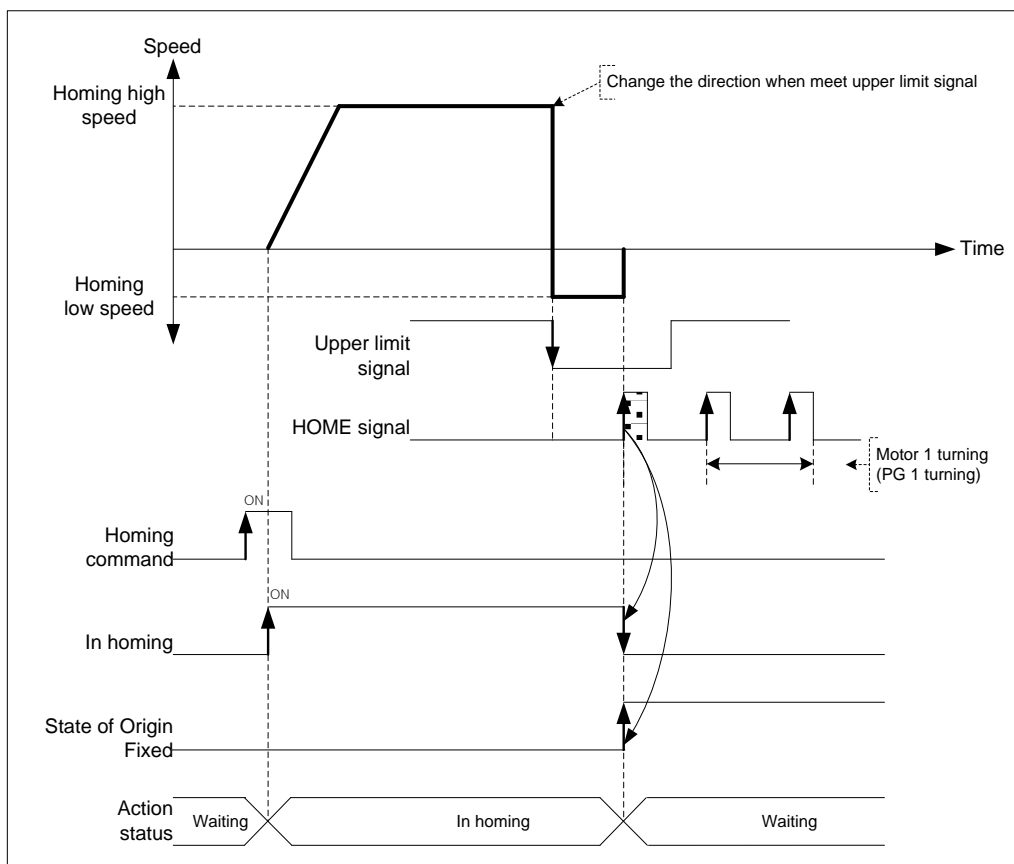 Speed
Change the direction when meet upper limit signal
Homing high
speed
Time
Homing
low speed
Upper limit
signal
HOME signal
Motor 1 turning
(PG 1 turning)
ON
Homing
command
ON
In homing
State of Origin
Fixed
Action
status
Waiting
In homing
Waiting